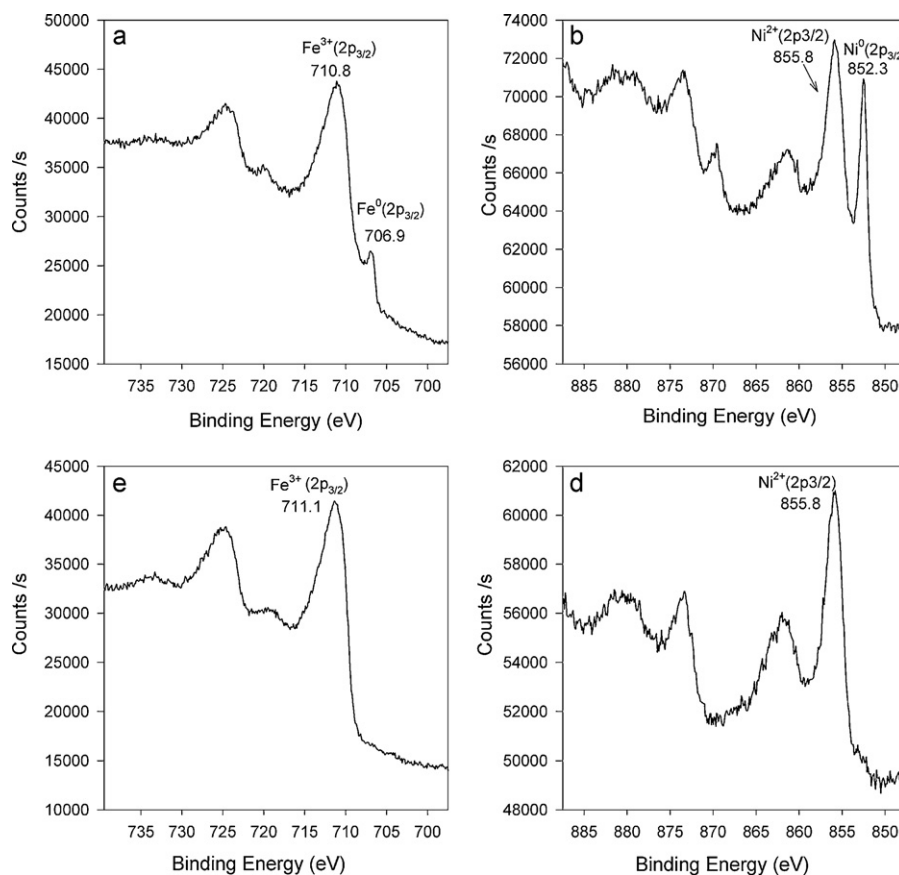 a
Fe³⁺(2p₃/₂)
710.8
Fe⁰(2p₃/₂)
706.9
Counts /s
45000
40000
35000
30000
25000
20000
15000
735 730 725 720 715 710 705 700
Binding Energy (eV)
b
Ni²⁺(2p3/2)
855.8
Ni⁰(2p₃/₂
852.3
Counts /s
74000
72000
70000
68000
66000
64000
62000
60000
58000
56000
885 880 875 870 865 860 855 850
Binding Energy (eV)
e
Fe³⁺(2p₃/₂)
711.1
Counts /s
45000
40000
35000
30000
25000
20000
15000
10000
735 730 725 720 715 710 705 700
Binding Energy (eV)
d
Ni²⁺(2p3/2)
855.8
Counts /s
62000
60000
58000
56000
54000
52000
50000
48000
885 880 875 870 865 860 855 850
Binding Energy (eV)